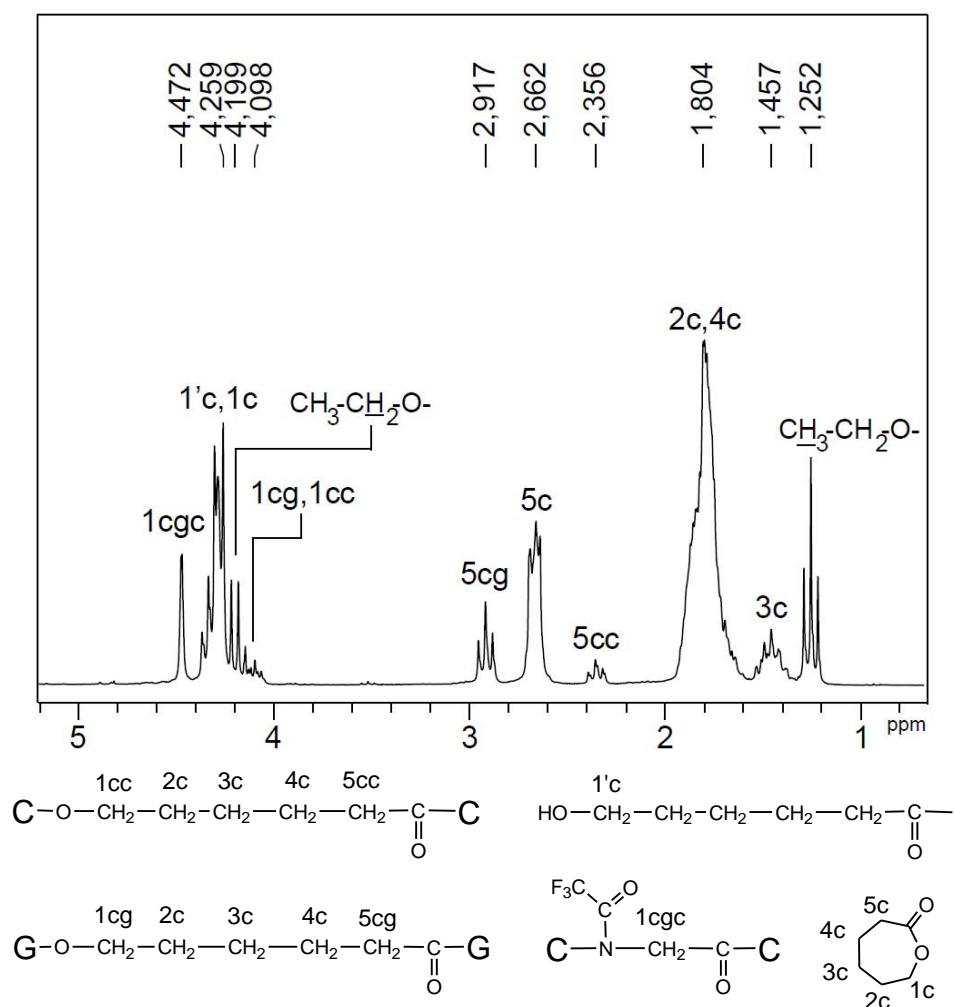 4,472 4,259 4,199 4,098 2,917 2,662 2,356 1,804 1,457 1,252
2c,4c
1'c,1c CH3-CH2-O- CH3-CH2-O-
1cg,1cc
1cgc 5c
5cg 3c
5cc
5 4 3 2 1 ppm
1cc 2c 3c 4c 5cc 1'c
C-O-CH2-CH2-CH2-CH2-CH2-C-C HO-CH2-CH2-CH2-CH2-CH2-C-
O O
F3C O
1cg 2c 3c 4c 5cg C 1cgc 5c O
4c
G-O-CH2-CH2-CH2-CH2-CH2-C-G C-N-CH2-C-C O
3c 1c
O O 2c